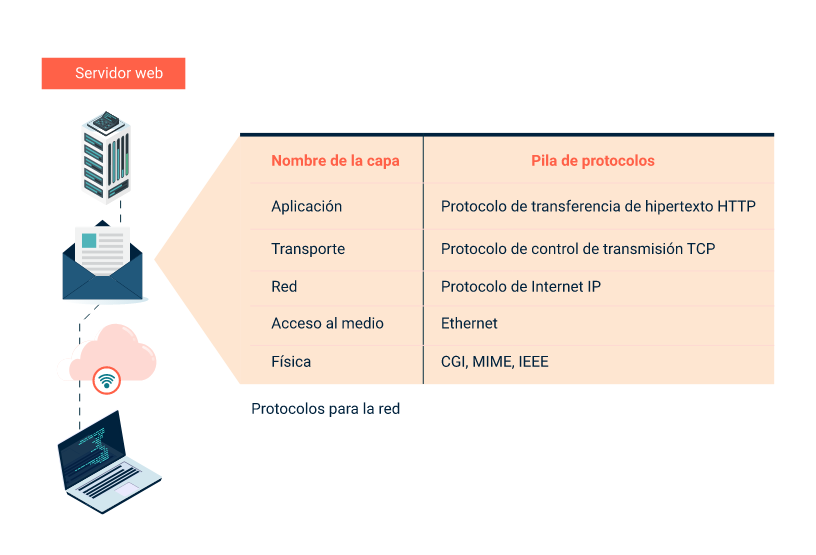 Servidor web
Nombre de la capa Pila de protocolos
Aplicación Protocolo de transferencia de hipertexto HTTP
Transporte Protocolo de control de transmisión TCP
Red Protocolo de Internet IP
Acceso al medio Ethernet
Física CGI, MIME, IEEE
Protocolos para la red